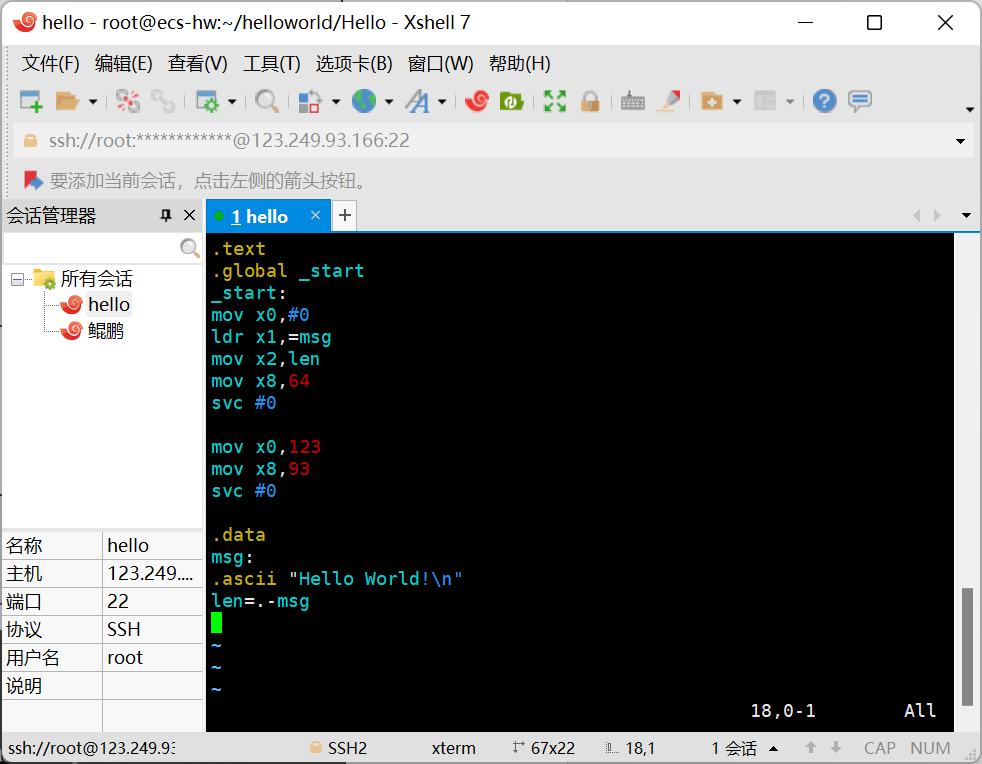 hello - root@ecs-hw:~/helloworld/Hello - Xshell 7
文件(F) 编辑(E) 查看(V) 工具(T) 选项卡(B) 窗口(W) 帮助(H)
ssh://root:************@123.249.93.166:22
要添加当前会话，点击左侧的箭头按钮。
会话管理器
1 hello
所有会话
hello
鲲鹏
名称 hello
主机 123.249....
端口 22
协议 SSH
用户名 root
说明
.text
.global _start
_start:
mov x0,#0
ldr x1,=msg
mov x2,len
mov x8,64
svc #0
mov x0,123
mov x8,93
svc #0
.data
msg:
.ascii "Hello World!\n"
len=.-msg
~
~
~
18,0-1 All
ssh://root@123.249.93 SSH2 xterm 67x22 18,1 1 会话 CAP NUM